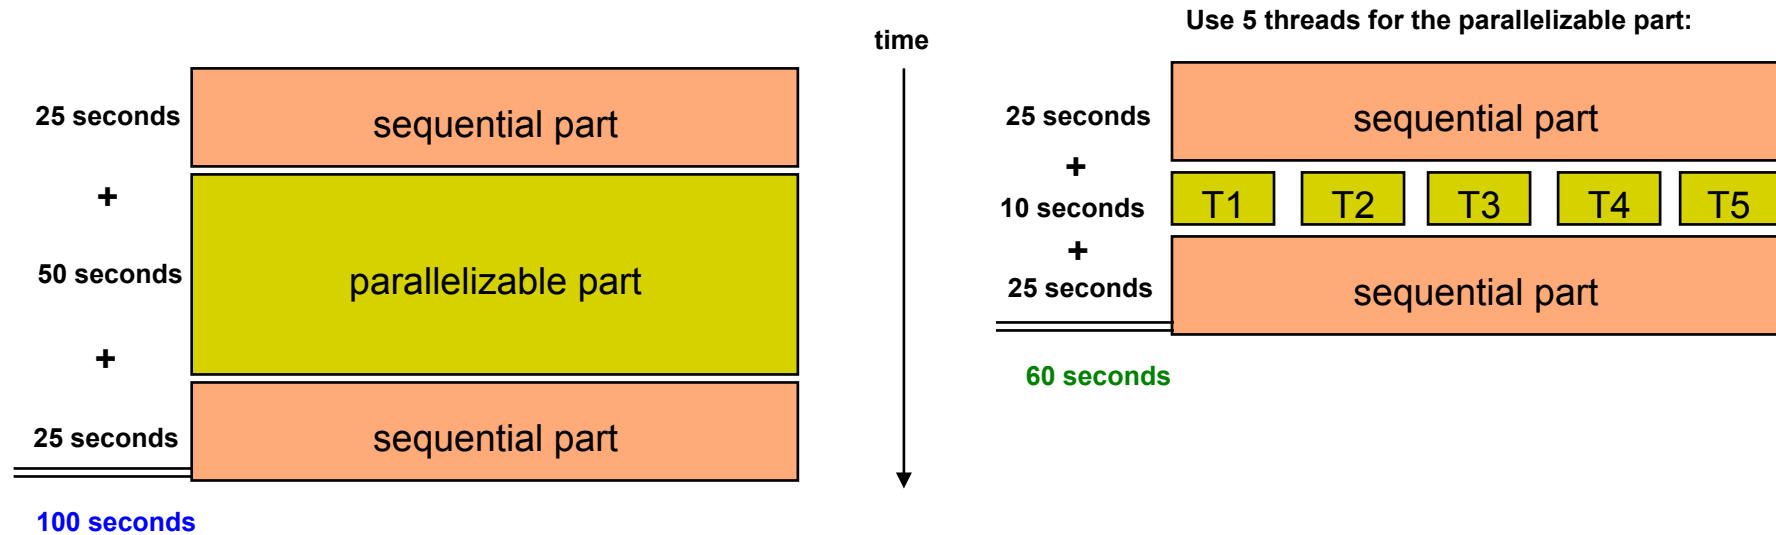 25 seconds
sequential part
+
50 seconds
parallelizable part
+
25 seconds
sequential part
100 seconds
time
Use 5 threads for the parallelizable part:
25 seconds
sequential part
+
10 seconds
T1 T2 T3 T4 T5
+
25 seconds
sequential part
60 seconds